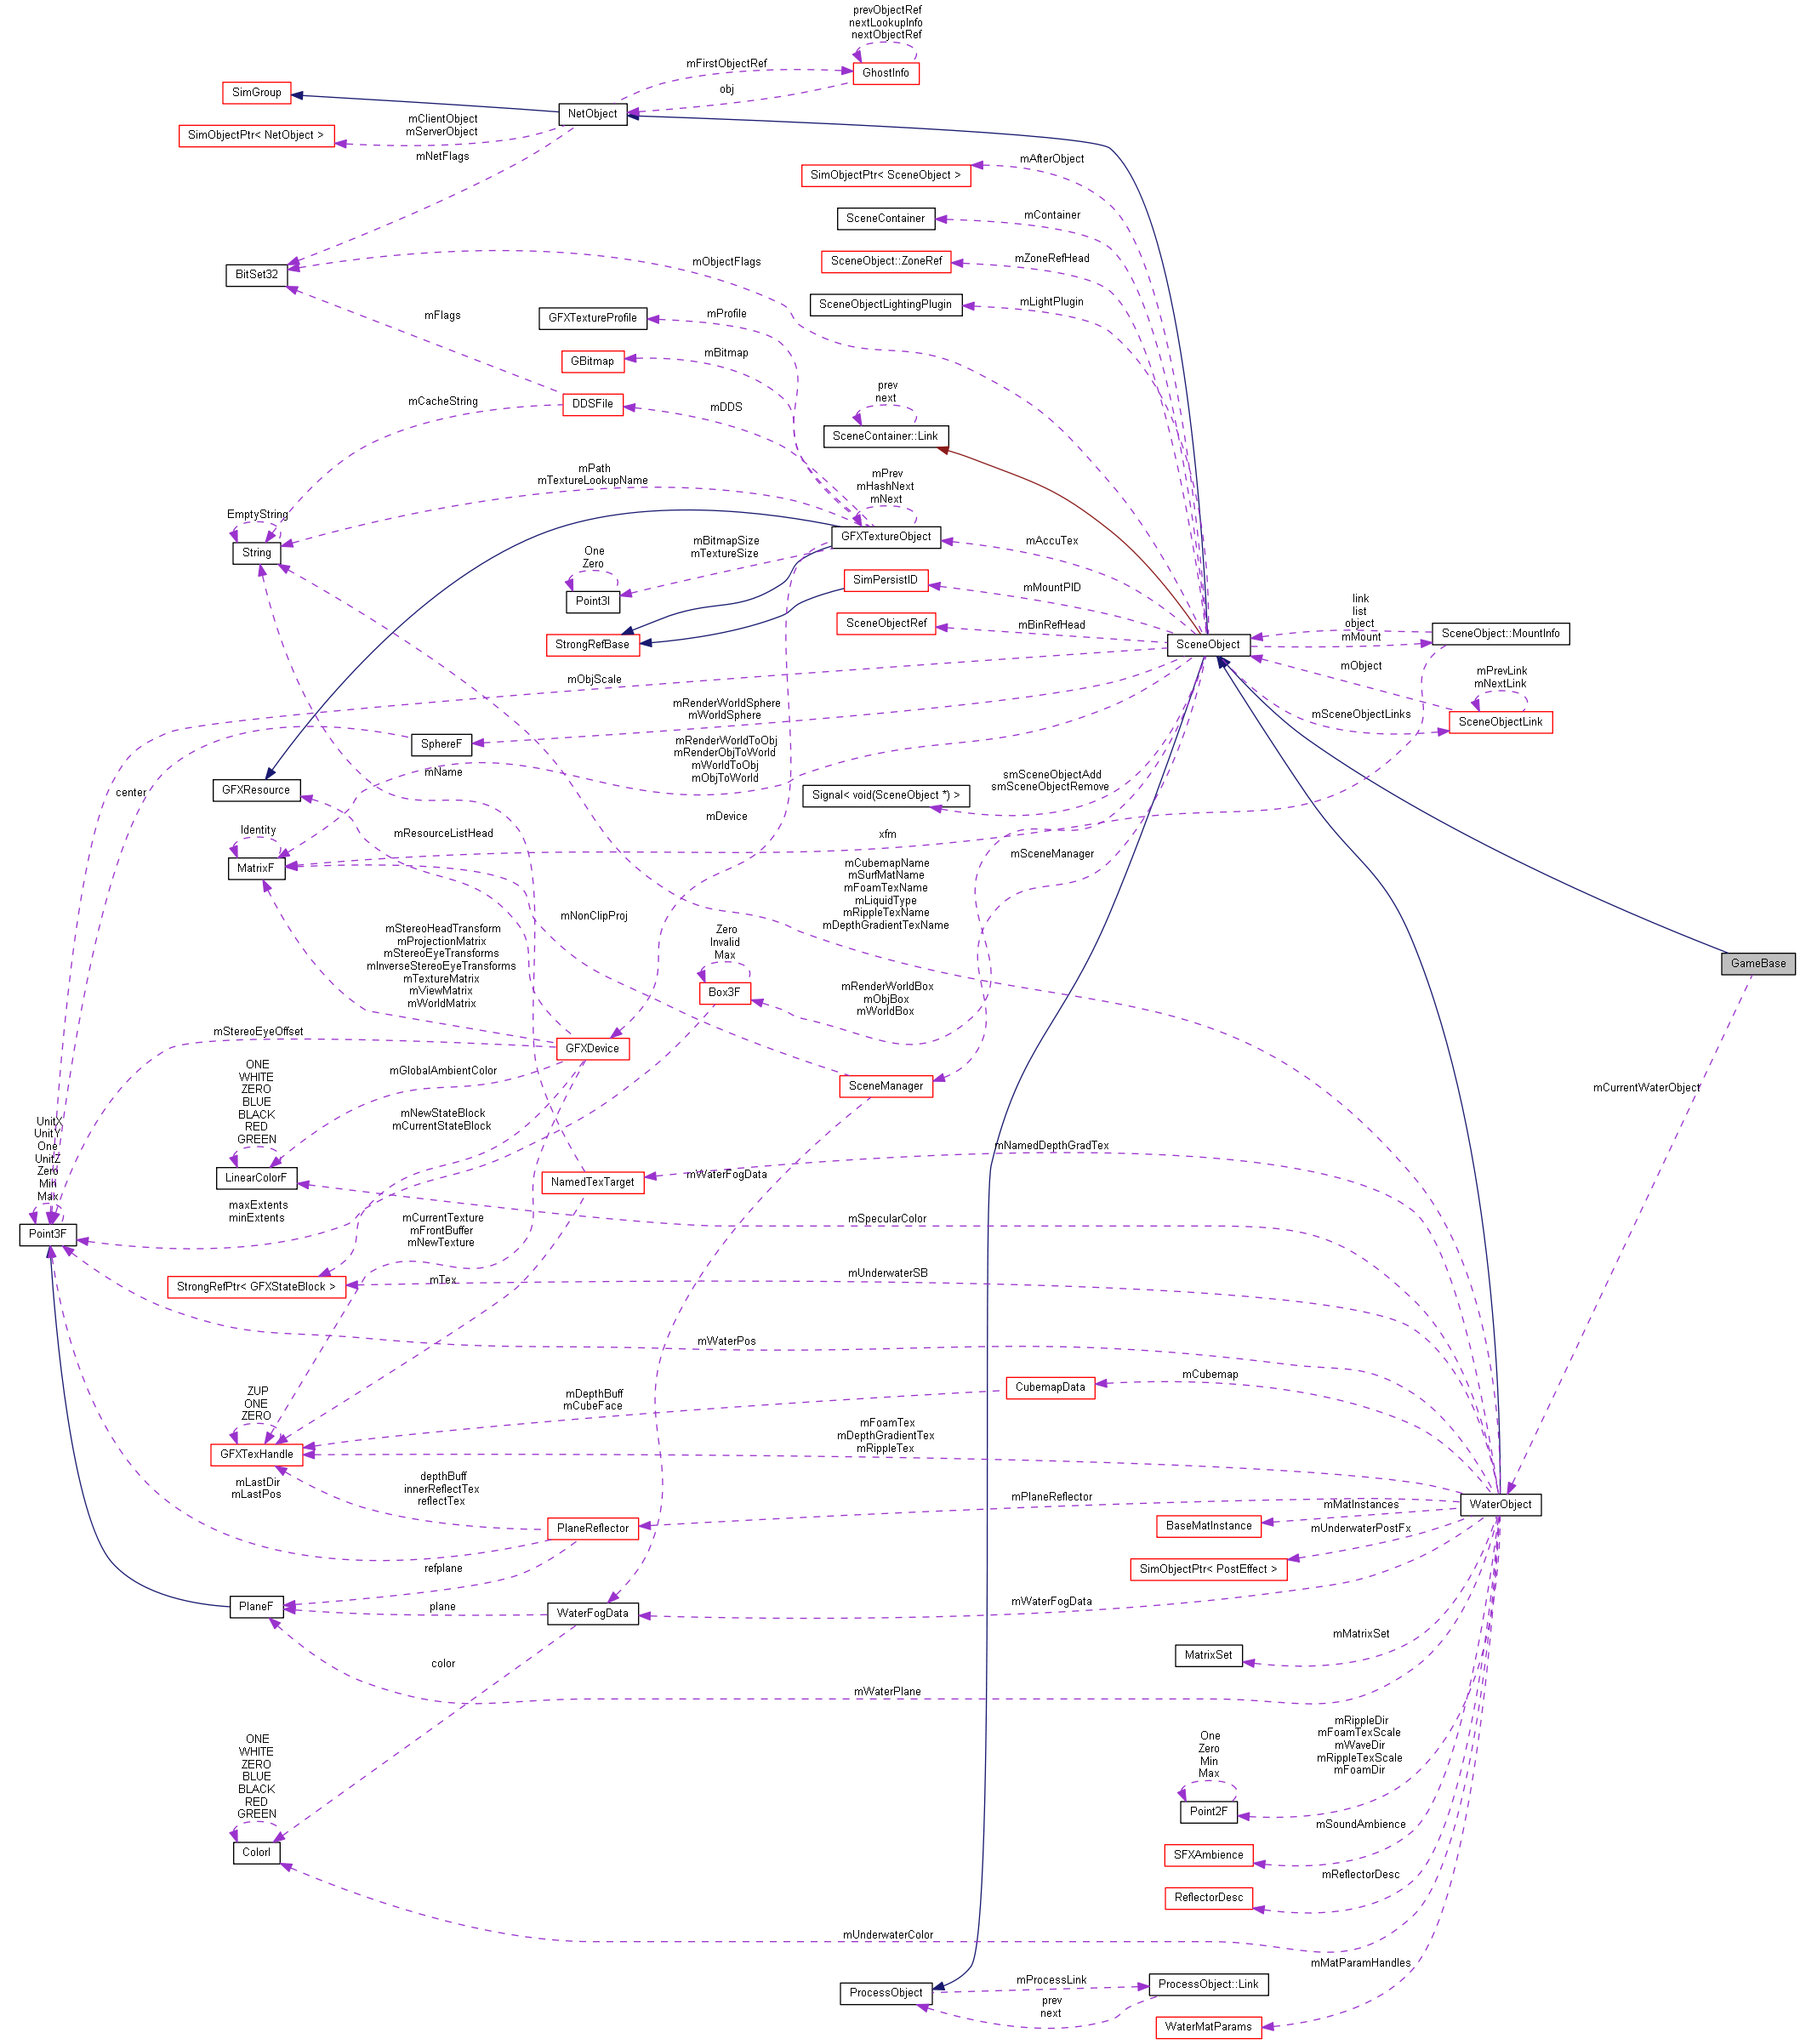 prevObjectRef
nextLookupInfo
nextObjectRef
mFirstObjectRef
GhostInfo
SimGroup
obj
NetObject
mClientObject
mServerObject
SimObjectPtr< NetObject >
mNetFlags
mAfterObject
SimObjectPtr< SceneObject >
mContainer
SceneContainer
mObjectFlags
mZoneRefHead
SceneObject::ZoneRef
BitSet32
mLightPlugin
SceneObjectLightingPlugin
mFlags
mProfile
GFXTextureProfile
mBitmap
GBitmap
prev
next
mCacheString
DDSFile
mDDS
SceneContainer::Link
mPath
mTextureLookupName
mPrev
mHashNext
mNext
EmptyString
String
GFXTextureObject
mBitmapSize
mTextureSize
mAccuTex
One
Zero
Point3I
SimPersistID
mMountPID
link
list
object
mMount
SceneObjectRef
mBinRefHead
SceneObject::MountInfo
StrongRefBase
SceneObject
mObject
mPrevLink
mNextLink
mObjScale
mRenderWorldSphere
mWorldSphere
mSceneObjectLinks
SceneObjectLink
SphereF
mRenderWorldToObj
mRenderObjToWorld
mWorldToObj
mObjToWorld
mName
smSceneObjectAdd
smSceneObjectRemove
center
GFXResource
Signal< void(SceneObject *) >
mDevice
Identity
mResourceListHead
xfm
MatrixF
mSceneManager
mCubemapName
mSurfMatName
mFoamTexName
mLiquidType
mRippleTexName
mDepthGradientTexName
mNonClipProj
mStereoHeadTransform
mProjectionMatrix
mStereoEyeTransforms
mInverseStereoEyeTransforms
mTextureMatrix
mViewMatrix
mWorldMatrix
Zero
Invalid
Max
GameBase
Box3F
mRenderWorldBox
mObjBox
mWorldBox
mStereoEyeOffset
GFXDevice
ONE
WHITE
ZERO
BLUE
BLACK
RED
GREEN
mGlobalAmbientColor
SceneManager
mCurrentWaterObject
mNewStateBlock
mCurrentStateBlock
UnitX
UnitY
One
UnitZ
Zero
Min
Max
mNamedDepthGradTex
LinearColorF
NamedTexTarget
mWaterFogData
maxExtents
minExtents
mSpecularColor
Point3F
mCurrentTexture
mFrontBuffer
mNewTexture
StrongRefPtr< GFXStateBlock >
mTex
mUnderwaterSB
mWaterPos
mCubemap
CubemapData
ZUP
ONE
ZERO
mDepthBuff
mCubeFace
mFoamTex
mDepthGradientTex
mRippleTex
GFXTexHandle
mLastDir
mLastPos
depthBuff
innerReflectTex
reflectTex
mPlaneReflector
WaterObject
mMatInstances
PlaneReflector
BaseMatInstance
mUnderwaterPostFx
refplane
SimObjectPtr< PostEffect >
PlaneF
plane
WaterFogData
mWaterFogData
mMatrixSet
color
MatrixSet
mWaterPlane
ONE
WHITE
ZERO
BLUE
BLACK
RED
GREEN
One
Zero
Min
Max
mRippleDir
mFoamTexScale
mWaveDir
mRippleTexScale
mFoamDir
Point2F
mSoundAmbience
ColorI
SFXAmbience
mReflectorDesc
ReflectorDesc
mUnderwaterColor
mMatParamHandles
mProcessLink
ProcessObject::Link
ProcessObject
prev
next
WaterMatParams